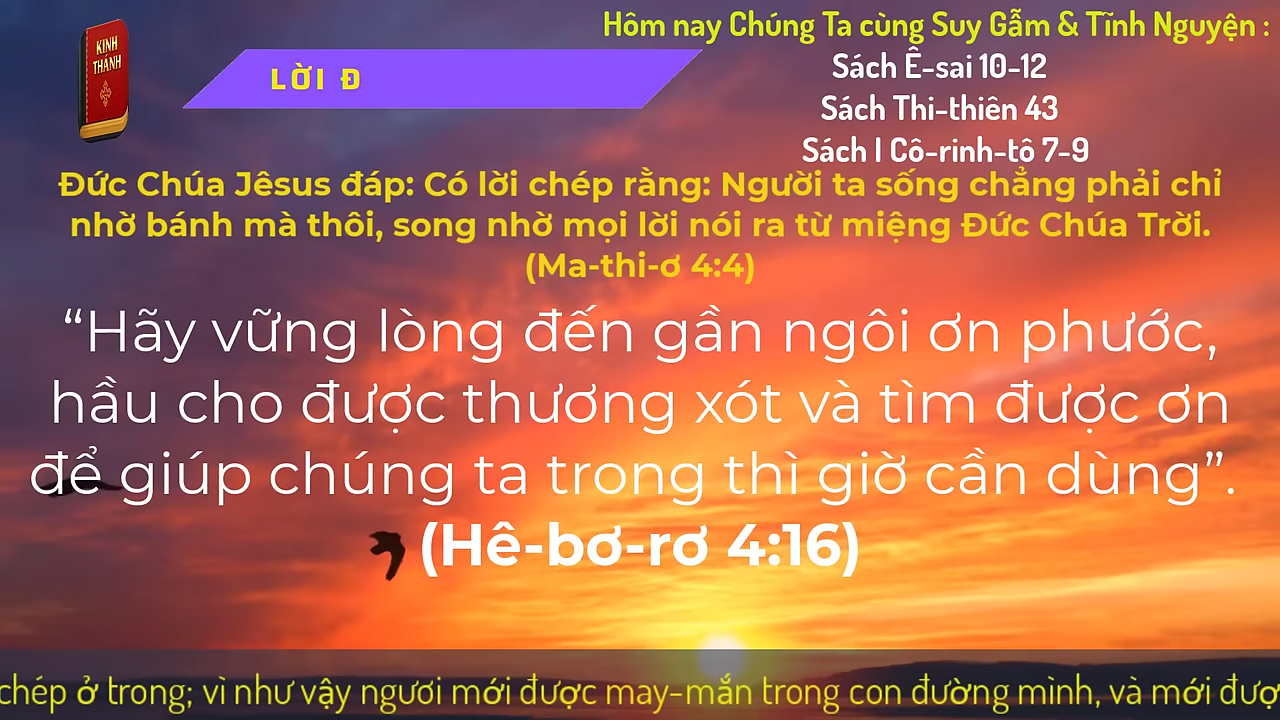 Hôm nay Chúng Ta cùng Suy Gẫm & Tĩnh Nguyện :
Sách Ê-sai 10-12
Sách Thi-thiên 43
Sách I Cô-rinh-tô 7-9
KINH
THÁNH
LỜI Đ
Đức Chúa Jêsus đáp: Có lời chép rằng: Người ta sống chẳng phải chỉ
nhờ bánh mà thôi, song nhờ mọi lời nói ra từ miệng Đức Chúa Trời.
(Ma-thi-ơ 4:4)
“Hãy vững lòng đến gần ngôi ơn phước,
hầu cho được thương xót và tìm được ơn
để giúp chúng ta trong thì giờ cần dùng”.
(Hê-bơ-rơ 4:16)
chép ở trong; vì như vậy ngươi mới được may-mắn trong con đường mình, và mới đượ